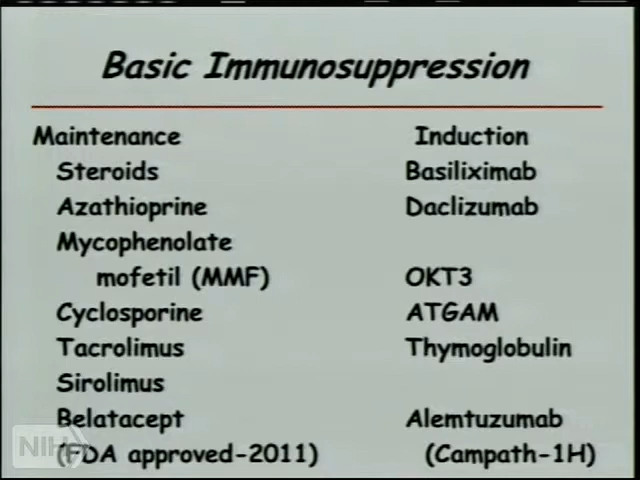 Basic Immunosuppression
Maintenance Induction
Steroids Basiliximab
Azathioprine Daclizumab
Mycophenolate
mofetil (MMF) OKT3
Cyclosporine ATGAM
Tacrolimus Thymoglobulin
Sirolimus
Belatacept Alemtuzumab
(FDA approved-2011) (Campath-1H)
NIH